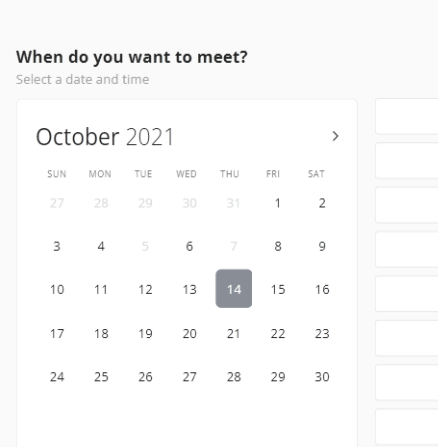 When do you want to meet?
Select a date and time
October 2021
SUN MON TUE WED THU FRI SAT
27 28 29 30 31 1 2
3 4 5 6 7 8 9
10 11 12 13 14 15 16
17 18 19 20 21 22 23
24 25 26 27 28 29 30